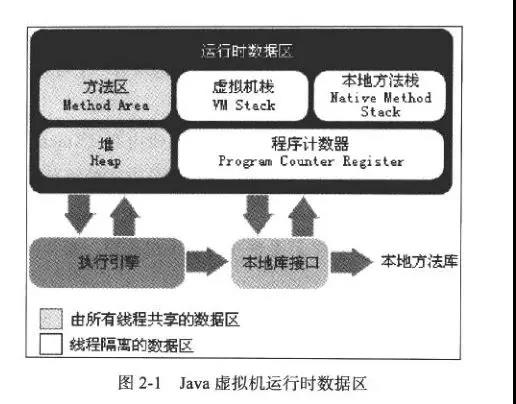 运行时数据区
方法区
Method Area
虚拟机栈
VM Stack
本地方法栈
Native Method
Stack
堆
Heap
程序计数器
Program Counter Register
执行引擎
本地库接口
本地方法库
由所有线程共享的数据区
线程隔离的数据区
图 2-1 Java 虚拟机运行时数据区